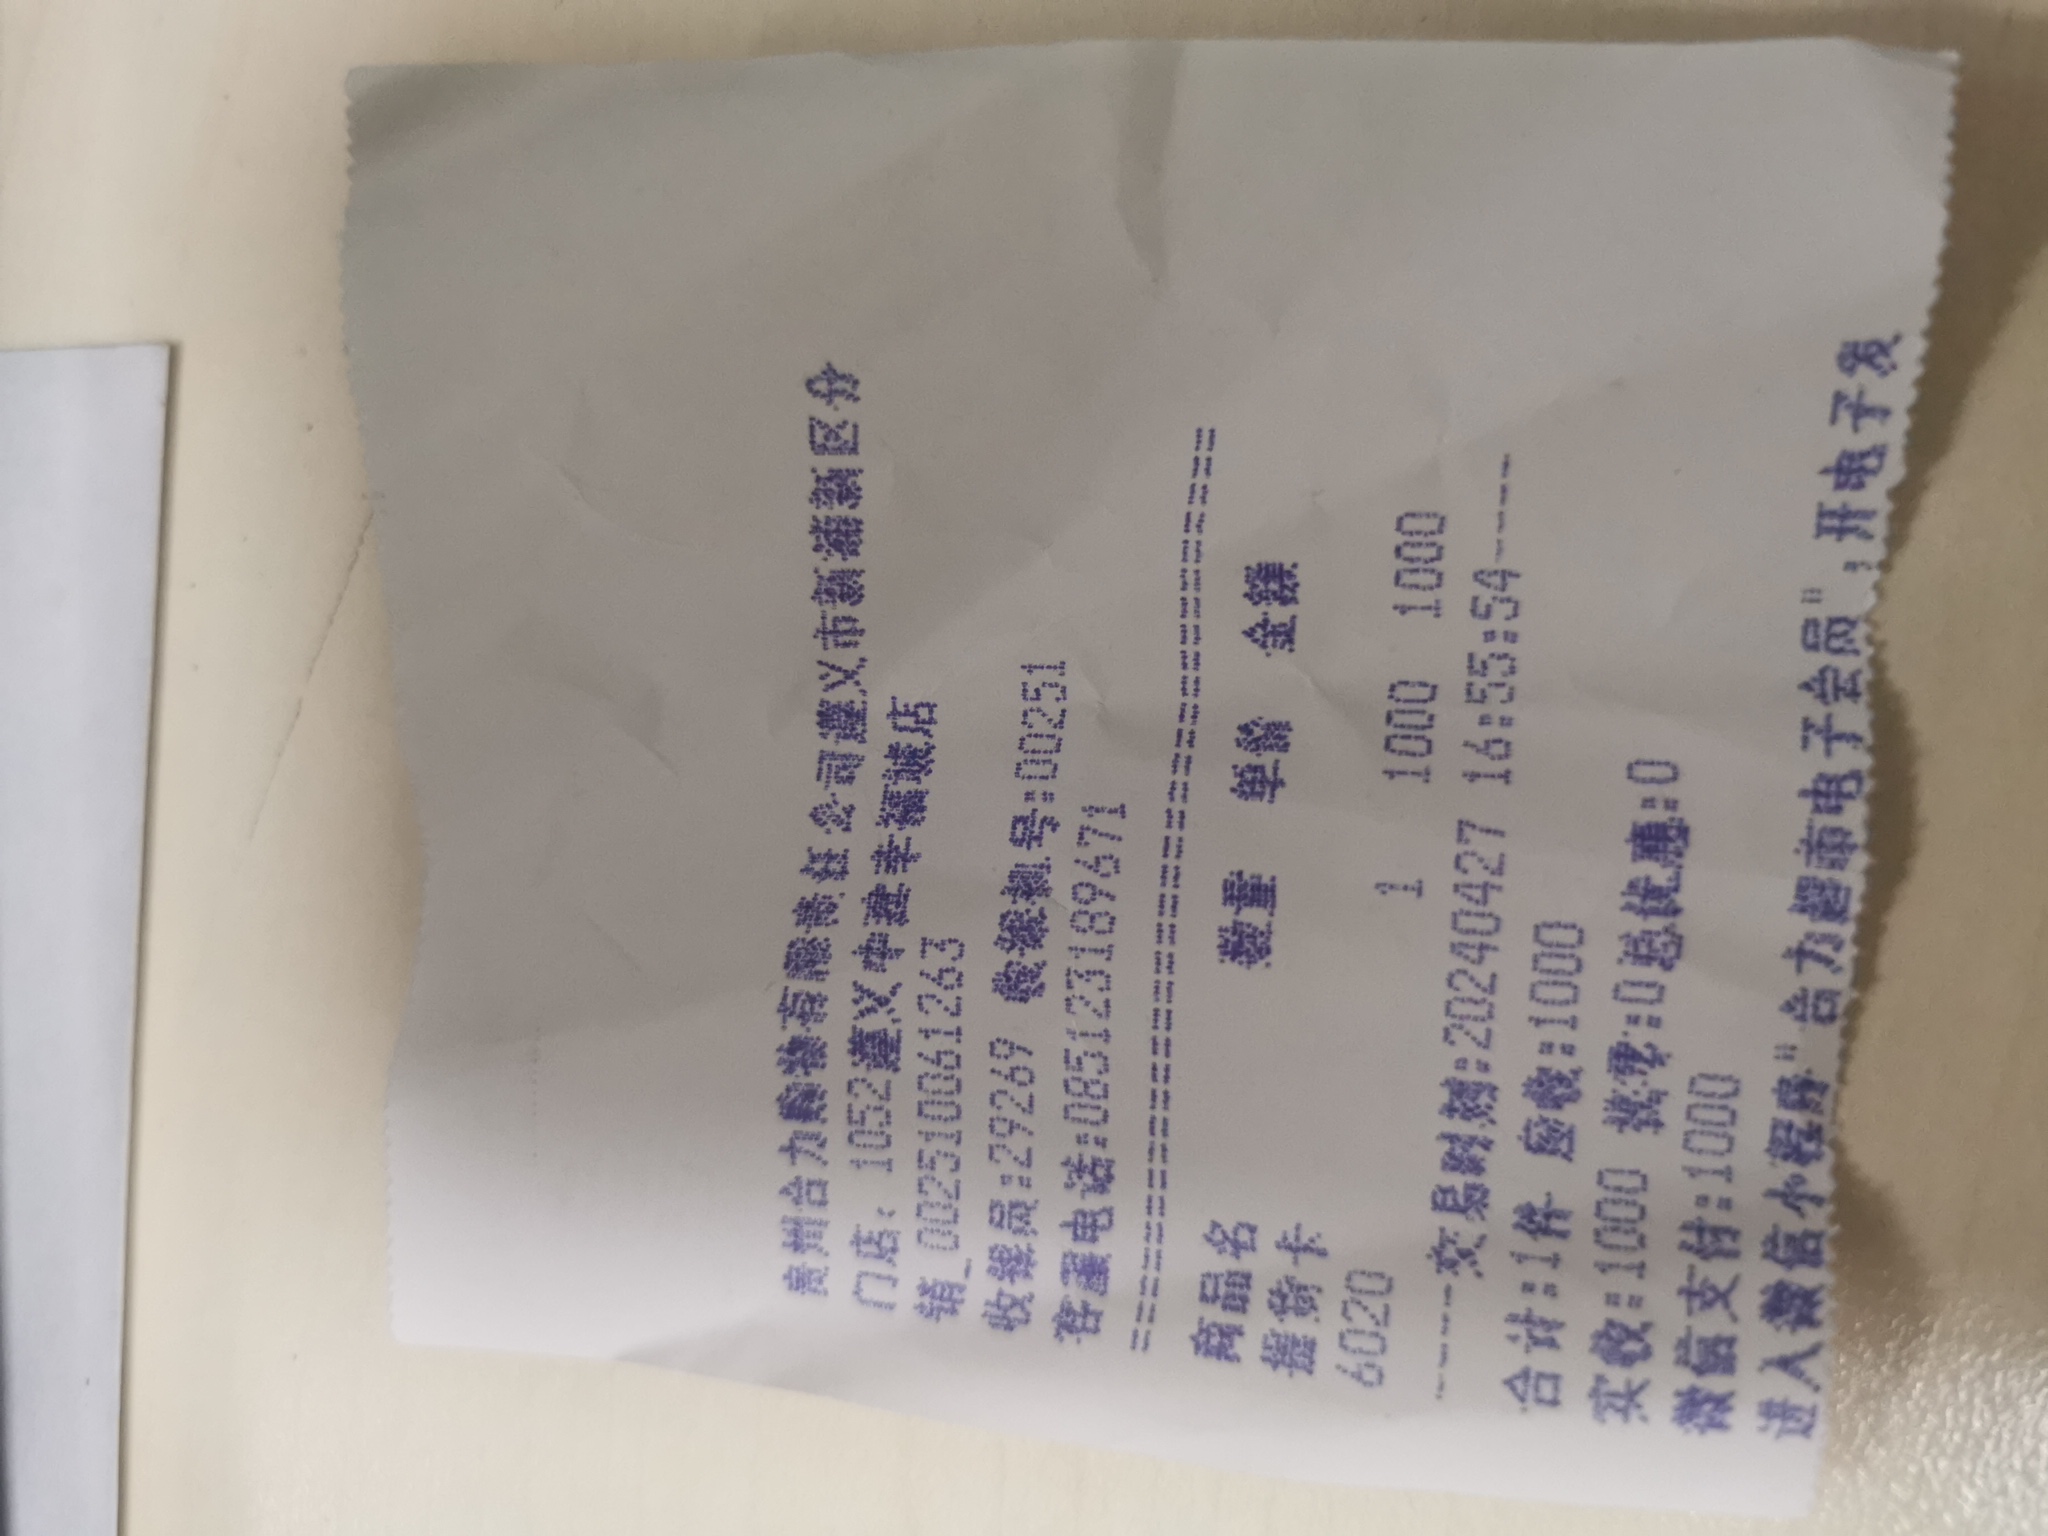 贵州合力购物有限责任公司遵义市新蒲新区分
门店: 1052遵义中建幸福城店
销_002510061263
收银员:29269 收银机号:00251
客服电话:085123189671
================================
商品名 数量 单价 金额
提货卡
6020 1 1000 1000
-----交易时间:20240427 16:55:54-----
合计:1件 应收:1000
实收:1000 找零:0总优惠:0
微信支付:1000
进入微信小程序"合力超市电子会员",开电子发